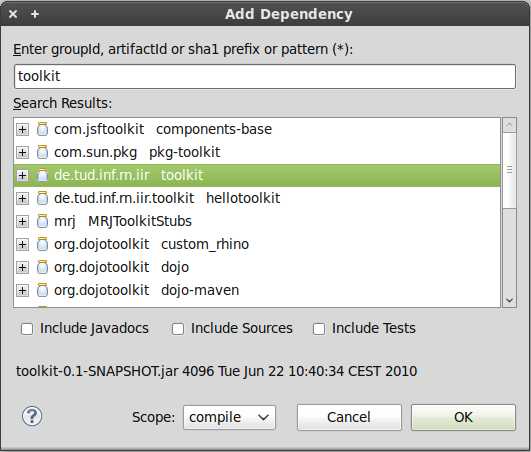 Add Dependency
Enter groupId, artifactId or sha1 prefix or pattern (*):
toolkit
Search Results:
com.jsftoolkit components-base
com.sun.pkg pkg-toolkit
de.tud.inf.rn.iir toolkit
de.tud.inf.rn.iir.toolkit hellotoolkit
mrj MRJToolkitStubs
org.dojotoolkit custom_rhino
org.dojotoolkit dojo
org.dojotoolkit dojo-maven
Include Javadocs Include Sources Include Tests
toolkit-0.1-SNAPSHOT.jar 4096 Tue Jun 22 10:40:34 CEST 2010
? Scope: compile Cancel OK